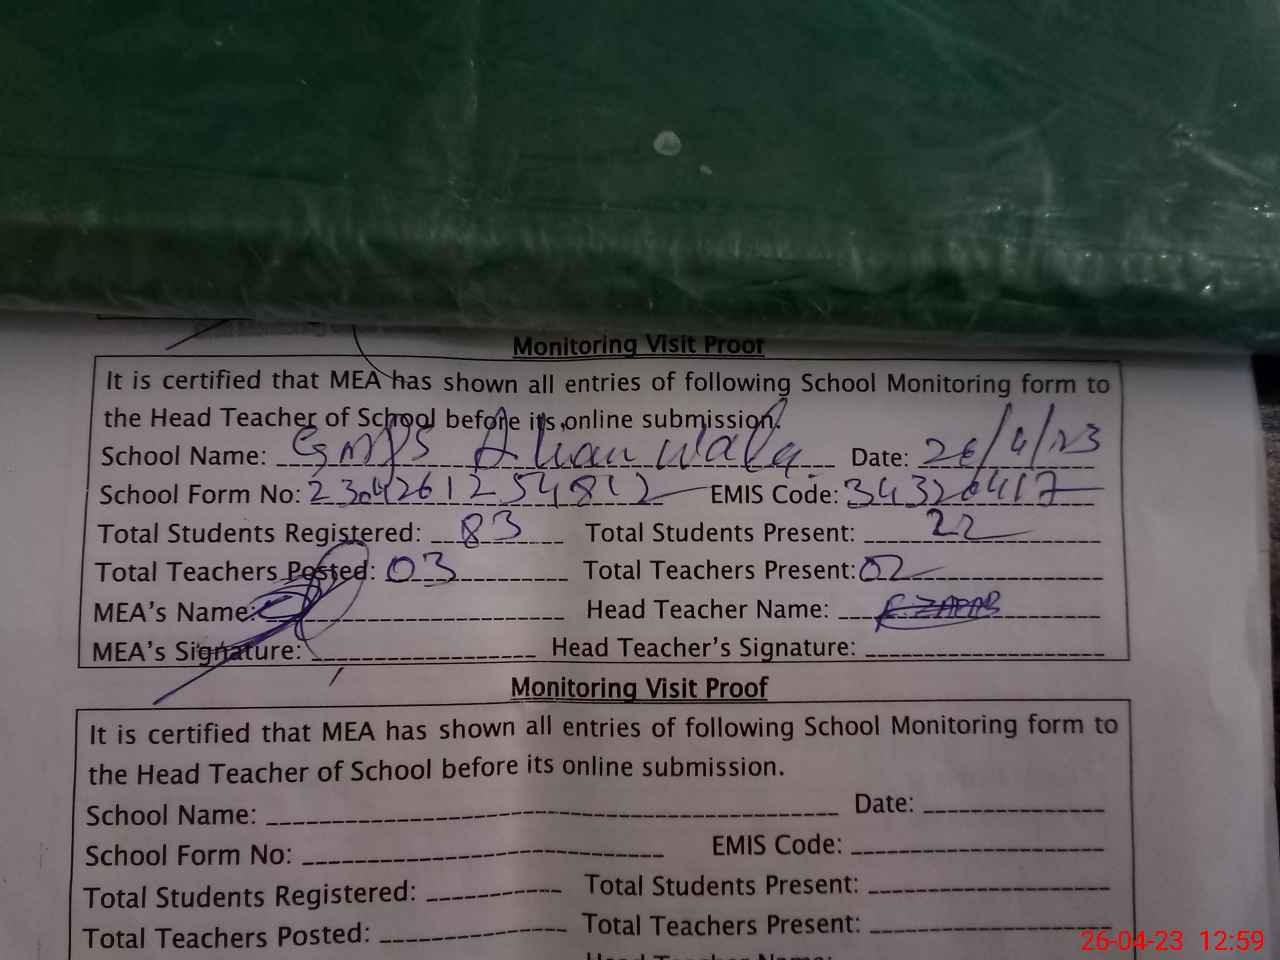 Monitoring Visit Proof
It is certified that MEA has shown all entries of following School Monitoring form to
the Head Teacher of School before its online submission.
School Name: GMPS Date: 26/4/23
School Form No: 2304261254812 EMIS Code: 34320417
Total Students Registered: 83 Total Students Present: 22
Total Teachers Posted: 03 Total Teachers Present: 02
MEA's Name: Head Teacher Name:
MEA's Signature: Head Teacher's Signature:
Monitoring Visit Proof
It is certified that MEA has shown all entries of following School Monitoring form to
the Head Teacher of School before its online submission.
School Name: Date:
School Form No: EMIS Code:
Total Students Registered: Total Students Present:
Total Teachers Posted: Total Teachers Present:
Head Teacher Name:
26-04-23 12:59